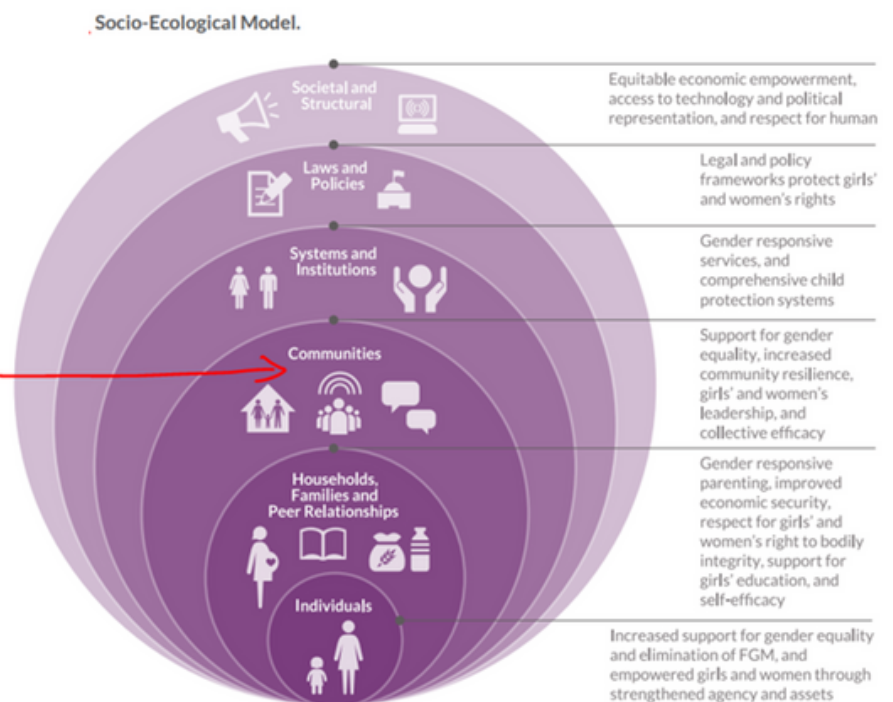 Socio-Ecological Model.
Societal and
Structural
Equitable economic empowerment,
access to technology and political
representation, and respect for human
Laws and
Policies
Legal and policy
frameworks protect girls'
and women's rights
Systems and
Institutions
Gender responsive
services, and
comprehensive child
protection systems
Communities
Support for gender
equality, increased
community resilience,
girls' and women's
leadership, and
collective efficacy
Households,
Families and
Peer Relationships
Gender responsive
parenting, improved
economic security,
respect for girls' and
women's right to bodily
integrity, support for
girls' education, and
self-efficacy
Individuals
Increased support for gender equality
and elimination of FGM, and
empowered girls and women through
strengthened agency and assets